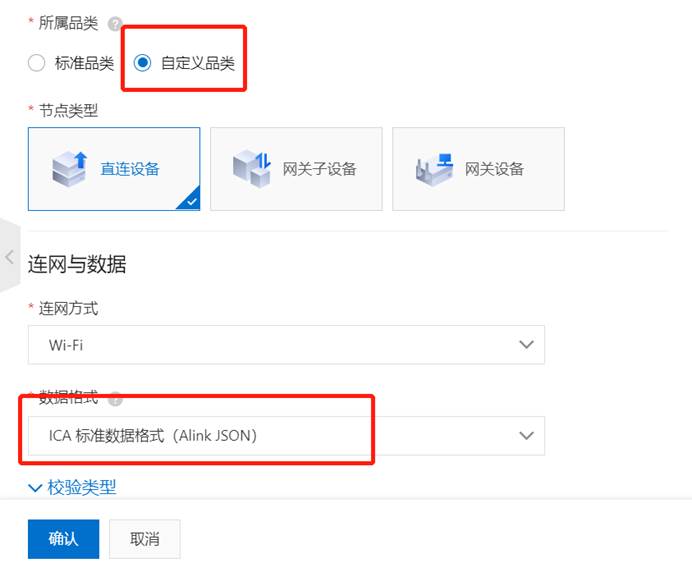 * 所属品类 ?
标准品类 自定义品类
* 节点类型
直连设备 网关子设备 网关设备
连网与数据
* 连网方式
Wi-Fi
* 数据格式 ?
ICA 标准数据格式（Alink JSON）
校验类型
确认 取消